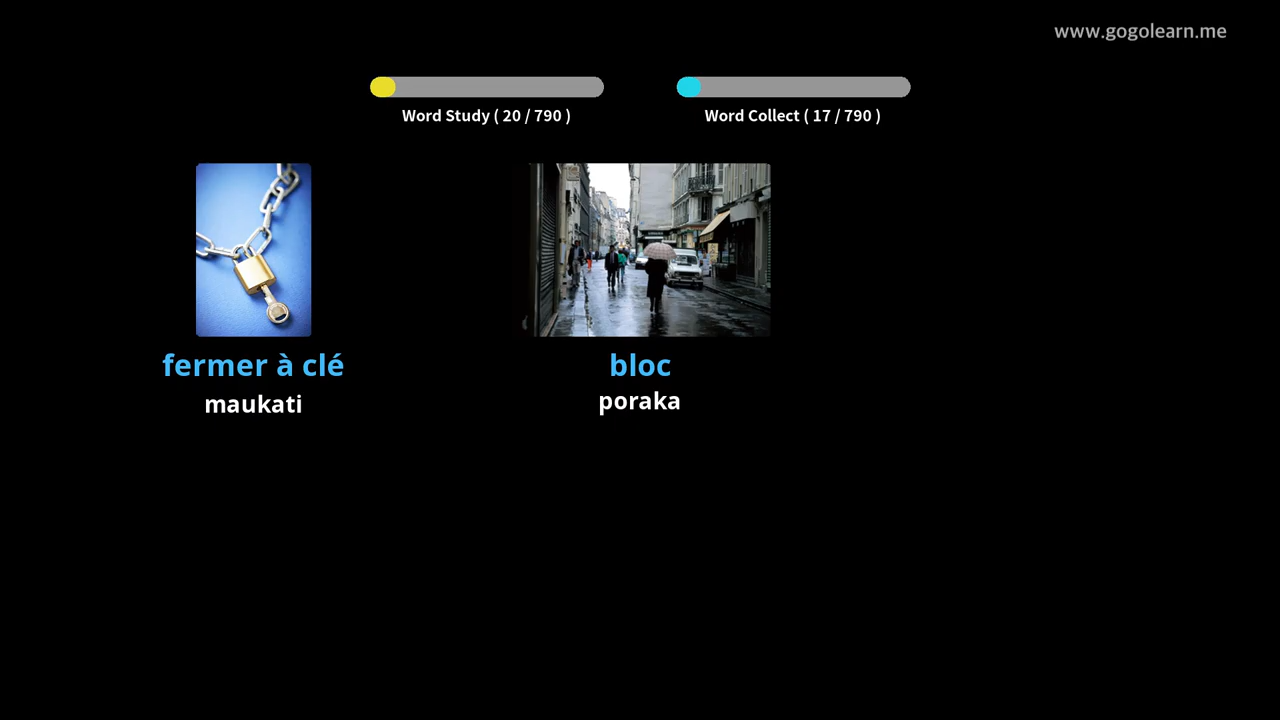 www.gogolearn.me
Word Study ( 20 / 790 )
Word Collect ( 17 / 790 )
fermer à clé
maukati
bloc
poraka